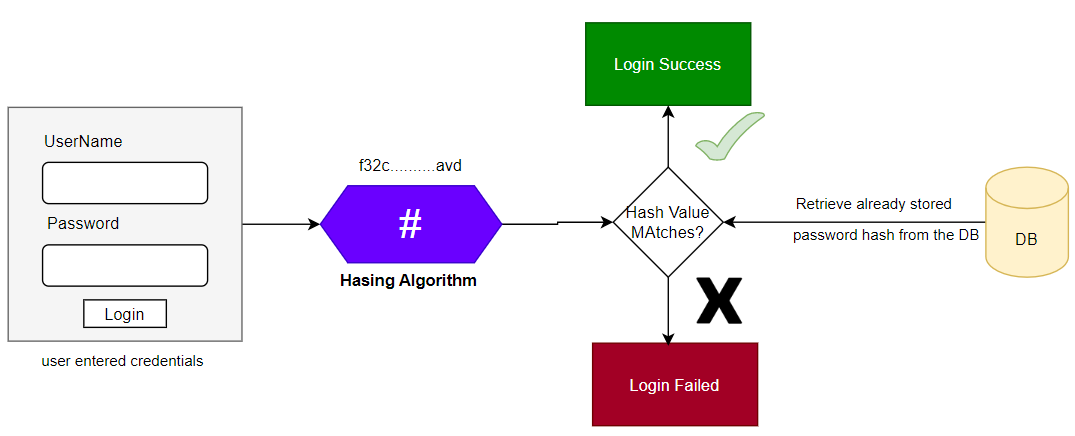 Login Success
UserName
f32c..........avd
Password
#
Hash Value
MAtches?
Retrieve already stored
password hash from the DB
DB
Hasing Algorithm
Login
user entered credentials
X
Login Failed